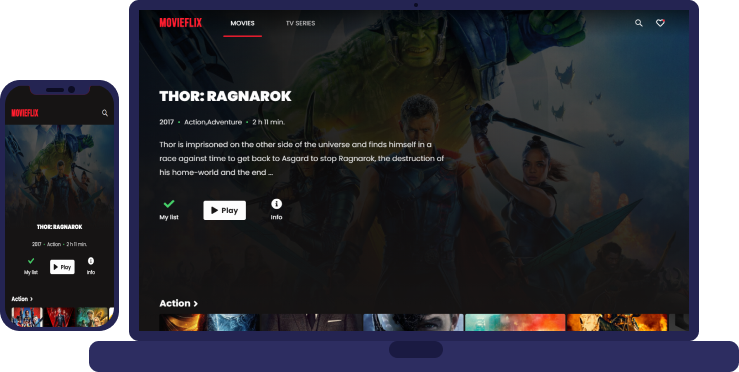 MOVIEFLIX
MOVIES
TV SERIES
THOR: RAGNAROK
2017 • Action,Adventure • 2 h 11 min.
Thor is imprisoned on the other side of the universe and finds himself in a
race against time to get back to Asgard to stop Ragnarok, the destruction of
his home-world and the end ...
My list
Play
Info
Action >
MOVIEFLIX
THOR: RAGNAROK
2017 • Action • 2 h 11 min.
My list
Play
Info
Action >